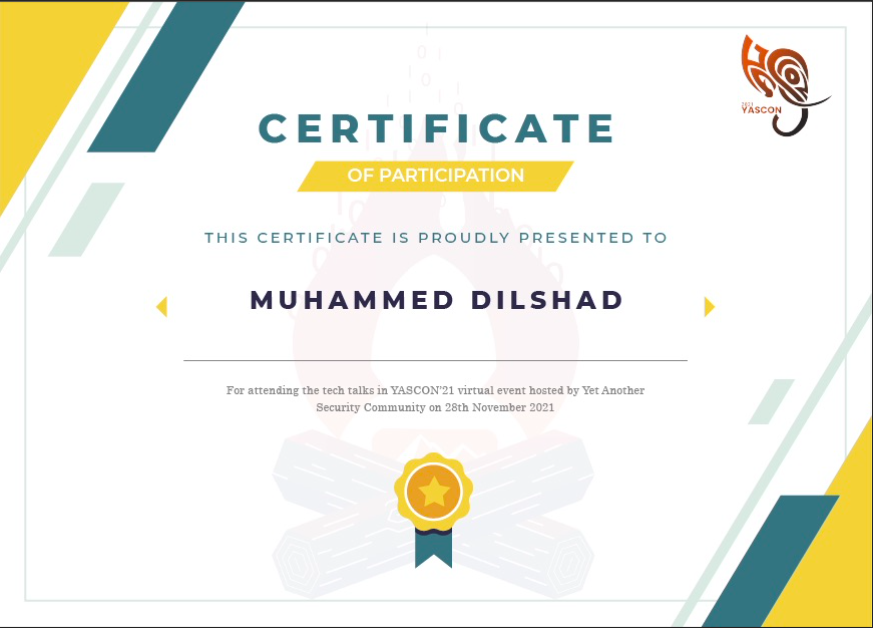 CERTIFICATE
OF PARTICIPATION
YASCON
THIS CERTIFICATE IS PROUDLY PRESENTED TO
MUHAMMED DILSHAD
For attending the tech talks in YASCON'21 virtual event hosted by Yet Another
Security Community on 28th November 2021